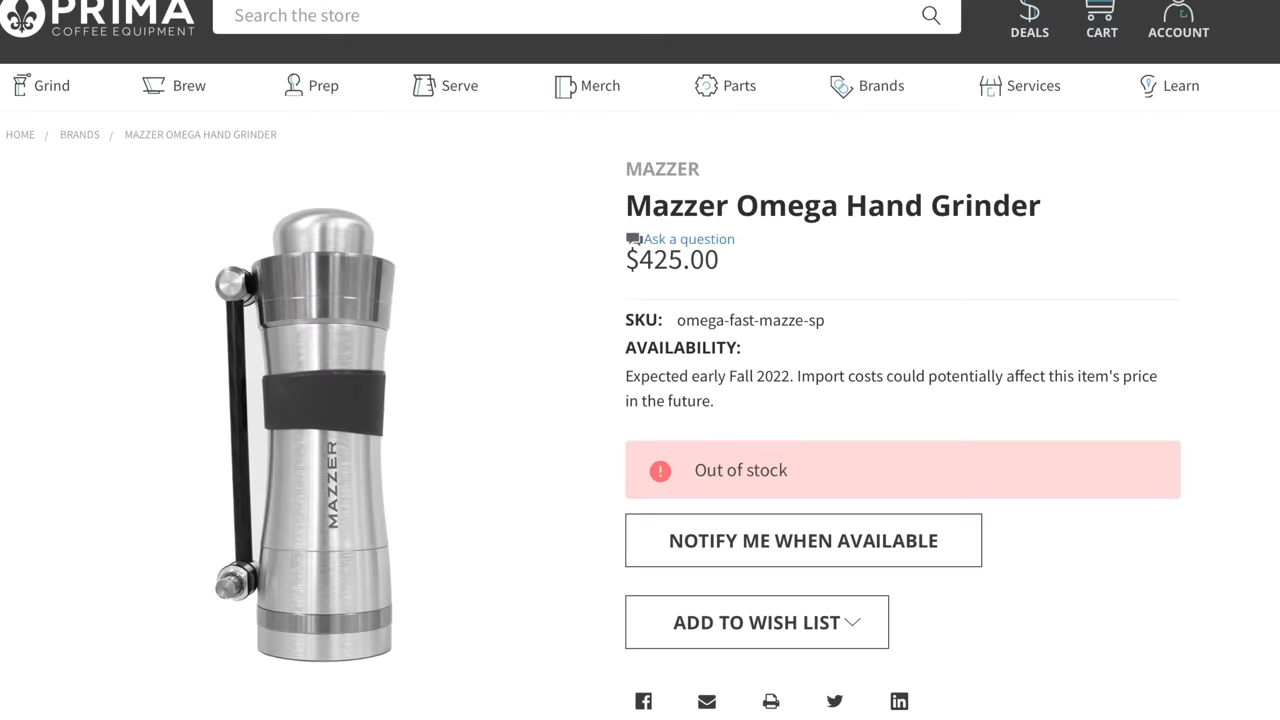 PRIMA
COFFEE EQUIPMENT
Search the store
DEALS
CART
ACCOUNT
Grind
Brew
Prep
Serve
Merch
Parts
Brands
Services
Learn
HOME / BRANDS / MAZZER OMEGA HAND GRINDER
MAZZER
MAZZER
Mazzer Omega Hand Grinder
Ask a question
$425.00
SKU: omega-fast-mazze-sp
AVAILABILITY:
Expected early Fall 2022. Import costs could potentially affect this item's price
in the future.
Out of stock
NOTIFY ME WHEN AVAILABLE
ADD TO WISH LIST